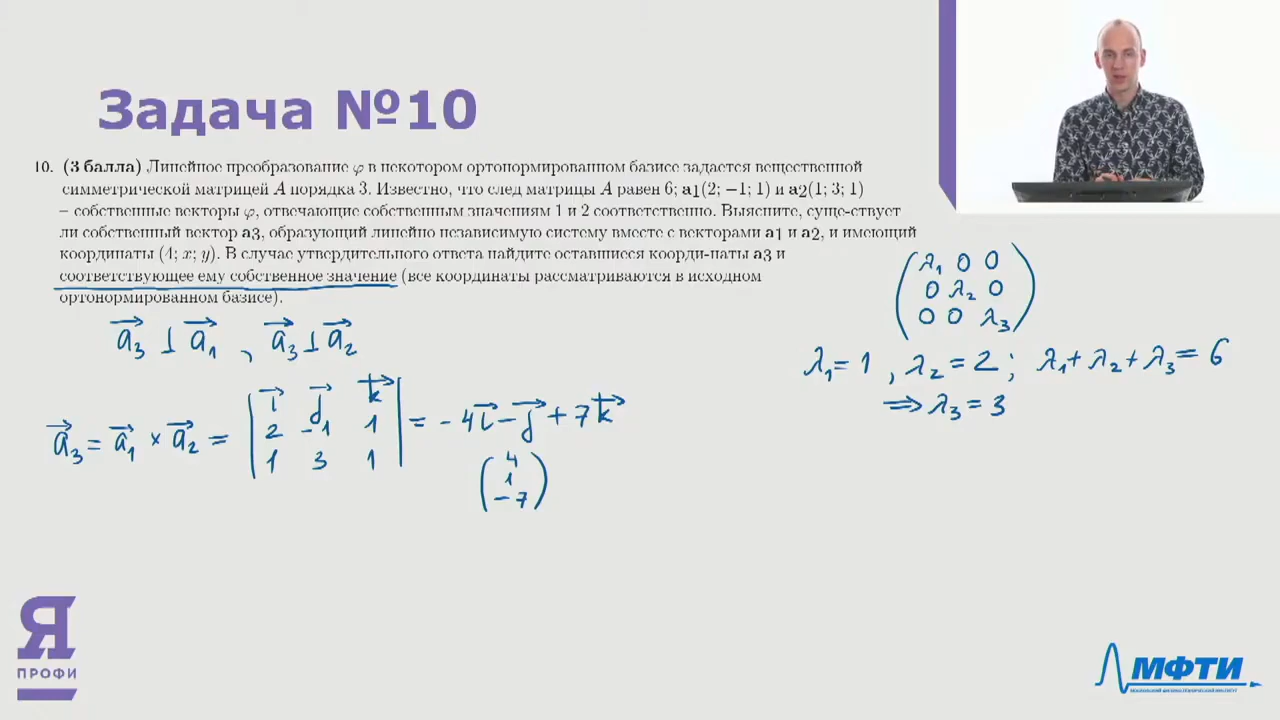 Задача №10
10. (3 балла) Линейное преобразование φ в некотором ортонормированном базисе задается вещественной
симметрической матрицей A порядка 3. Известно, что след матрицы A равен 6; a1(2; −1; 1) и a2(1; 3; 1)
– собственные векторы φ, отвечающие собственным значениям 1 и 2 соответственно. Выясните, суще-ствует
ли собственный вектор a3, образующий линейно независимую систему вместе с векторами a1 и a2, и имеющий
координаты (4; x; y). В случае утвердительного ответа найдите оставшиеся коорди-наты a3 и
соответствующее ему собственное значение (все координаты рассматриваются в исходном
ортонормированном базисе).
a₃ ⊥ a₁ , a₃ ⊥ a₂
a₃ = a₁ × a₂ = | i j k | = − 4i − j + 7k
2 −1 1
1 3 1
( 4
1
−7 )
( λ₁ 0 0
0 λ₂ 0
0 0 λ₃ )
λ₁ = 1 , λ₂ = 2 ; λ₁ + λ₂ + λ₃ = 6
⇒ λ₃ = 3
Я
ПРОФИ
МФТИ